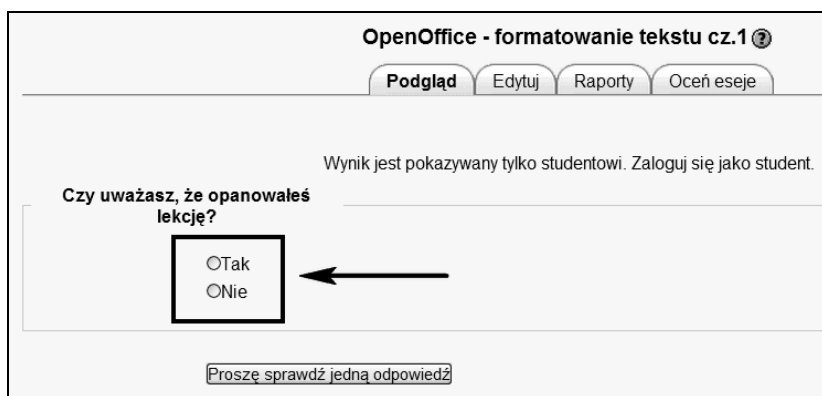 OpenOffice - formatowanie tekstu cz.1 ?
Podgląd Edytuj Raporty Oceń eseje
Wynik jest pokazywany tylko studentowi. Zaloguj się jako student.
Czy uważasz, że opanowałeś
lekcję?
Tak
Nie
Proszę sprawdź jedną odpowiedź